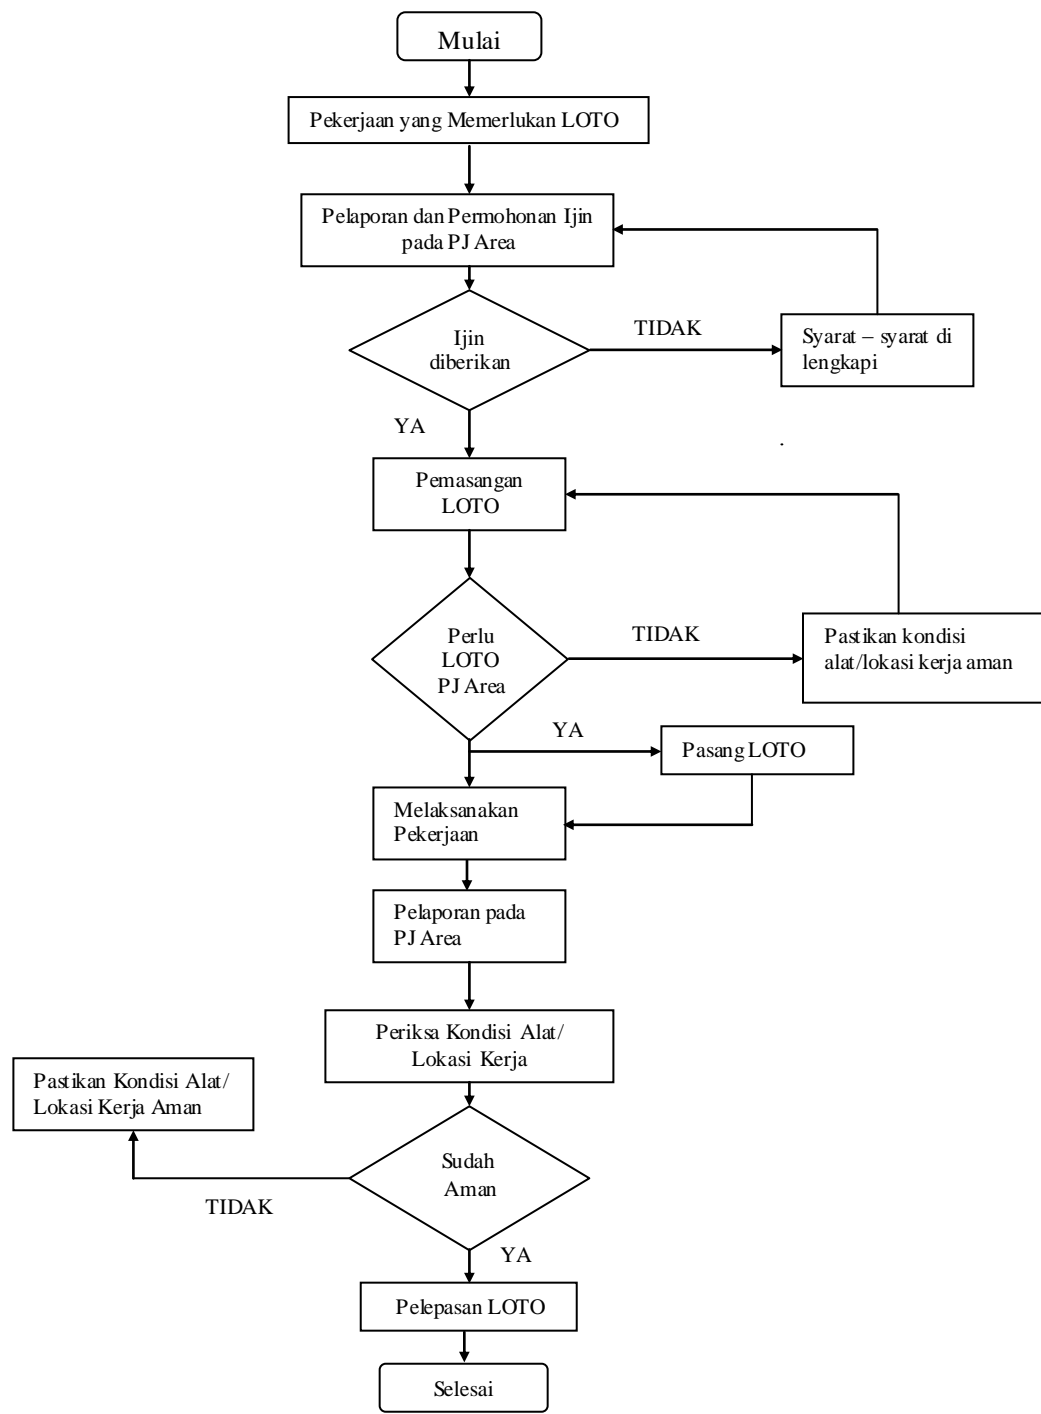 Mulai
Pekerjaan yang Memerlukan LOTO
Pelaporan dan Permohonan Ijin
pada PJ Area
Ijin
diberikan
TIDAK
Syarat – syarat di
lengkapi
YA
.
Pemasangan
LOTO
Perlu
LOTO
PJ Area
TIDAK
Pastikan kondisi
alat/lokasi kerja aman
YA
Pasang LOTO
Melaksanakan
Pekerjaan
Pelaporan pada
PJ Area
Periksa Kondisi Alat/
Lokasi Kerja
Pastikan Kondisi Alat/
Lokasi Kerja Aman
Sudah
Aman
TIDAK
YA
Pelepasan LOTO
Selesai